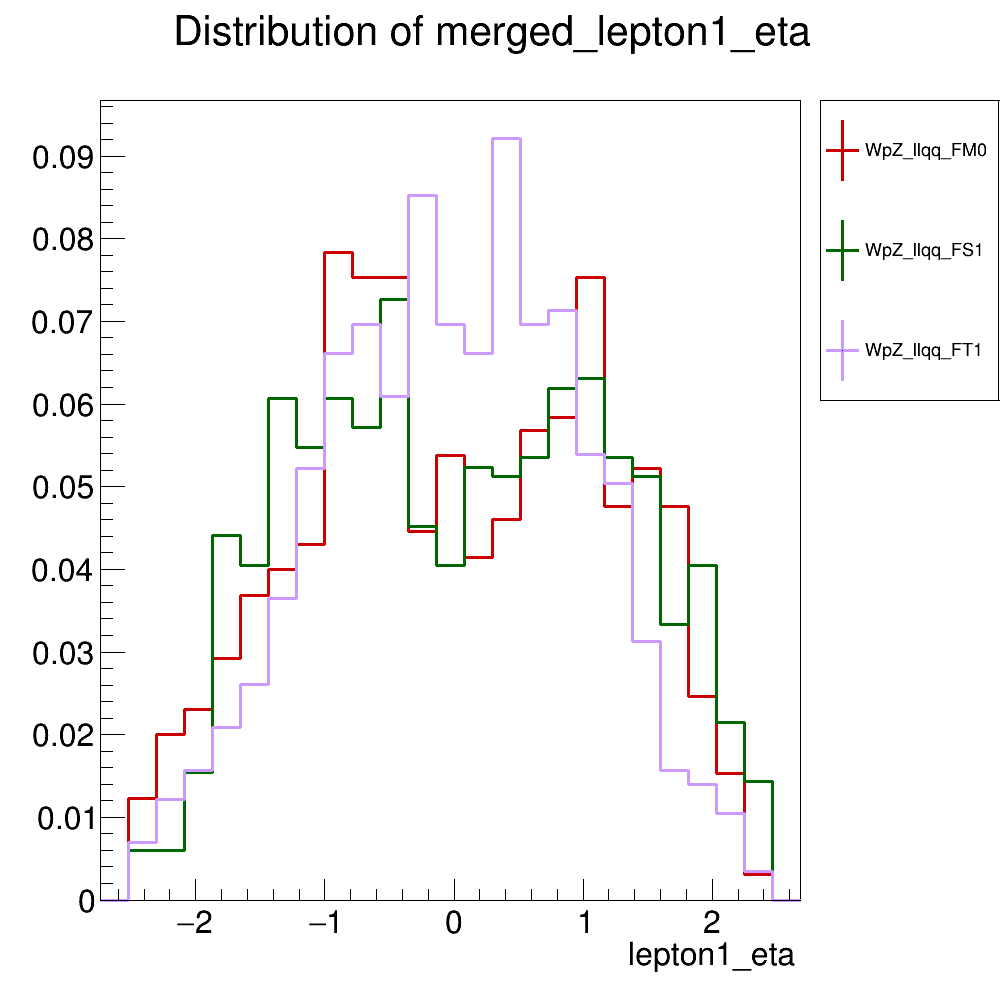 Distribution of merged_lepton1_eta
WpZ_llqq_FM0
WpZ_llqq_FS1
WpZ_llqq_FT1
0.09
0.08
0.07
0.06
0.05
0.04
0.03
0.02
0.01
0
−2 −1 0 1 2
lepton1_eta